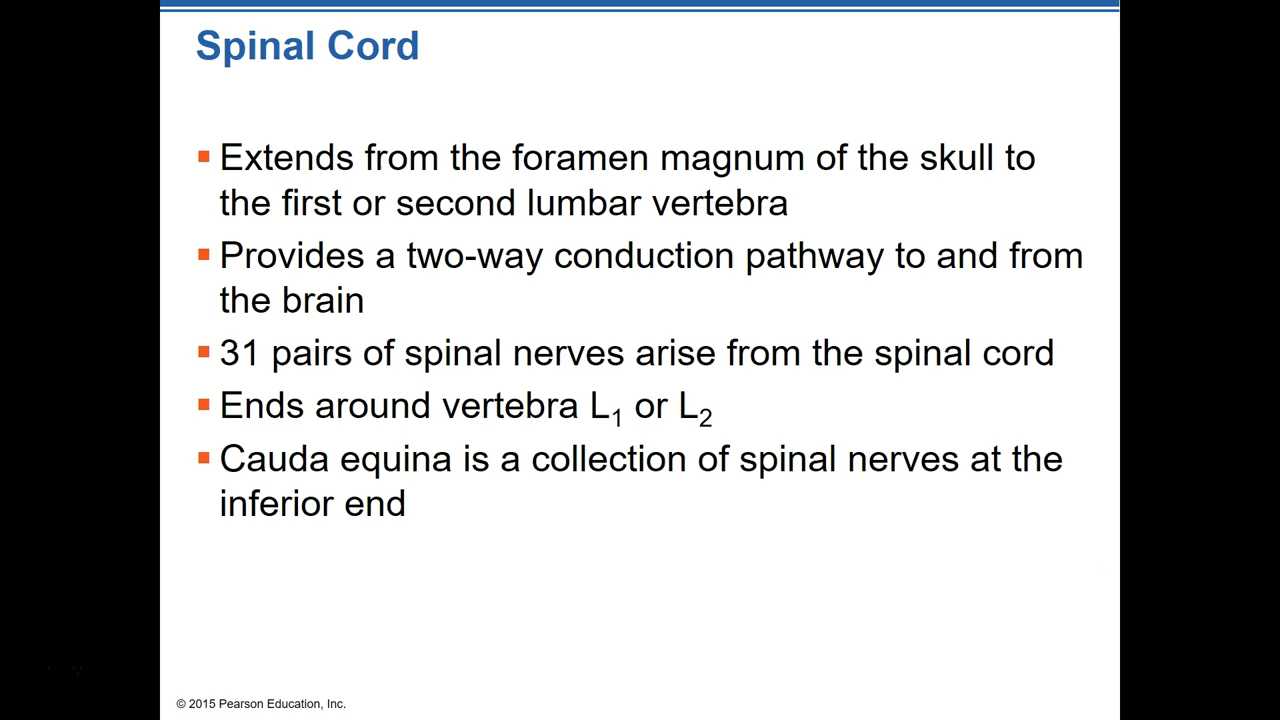 Spinal Cord
▪ Extends from the foramen magnum of the skull to
the first or second lumbar vertebra
▪ Provides a two-way conduction pathway to and from
the brain
▪ 31 pairs of spinal nerves arise from the spinal cord
▪ Ends around vertebra L₁ or L₂
▪ Cauda equina is a collection of spinal nerves at the
inferior end
© 2015 Pearson Education, Inc.